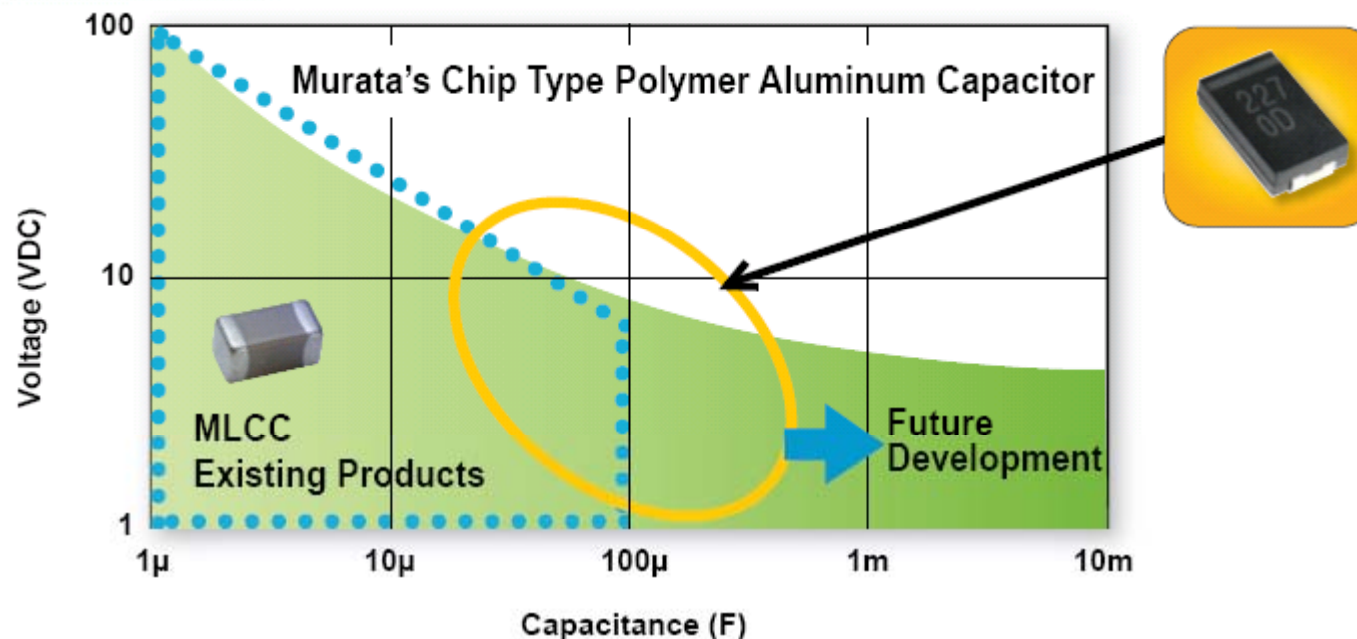 100
Murata's Chip Type Polymer Aluminum Capacitor
227
0D
Voltage (VDC)
10
MLCC
Existing Products
Future
Development
1
1µ
10µ
100µ
1m
10m
Capacitance (F)